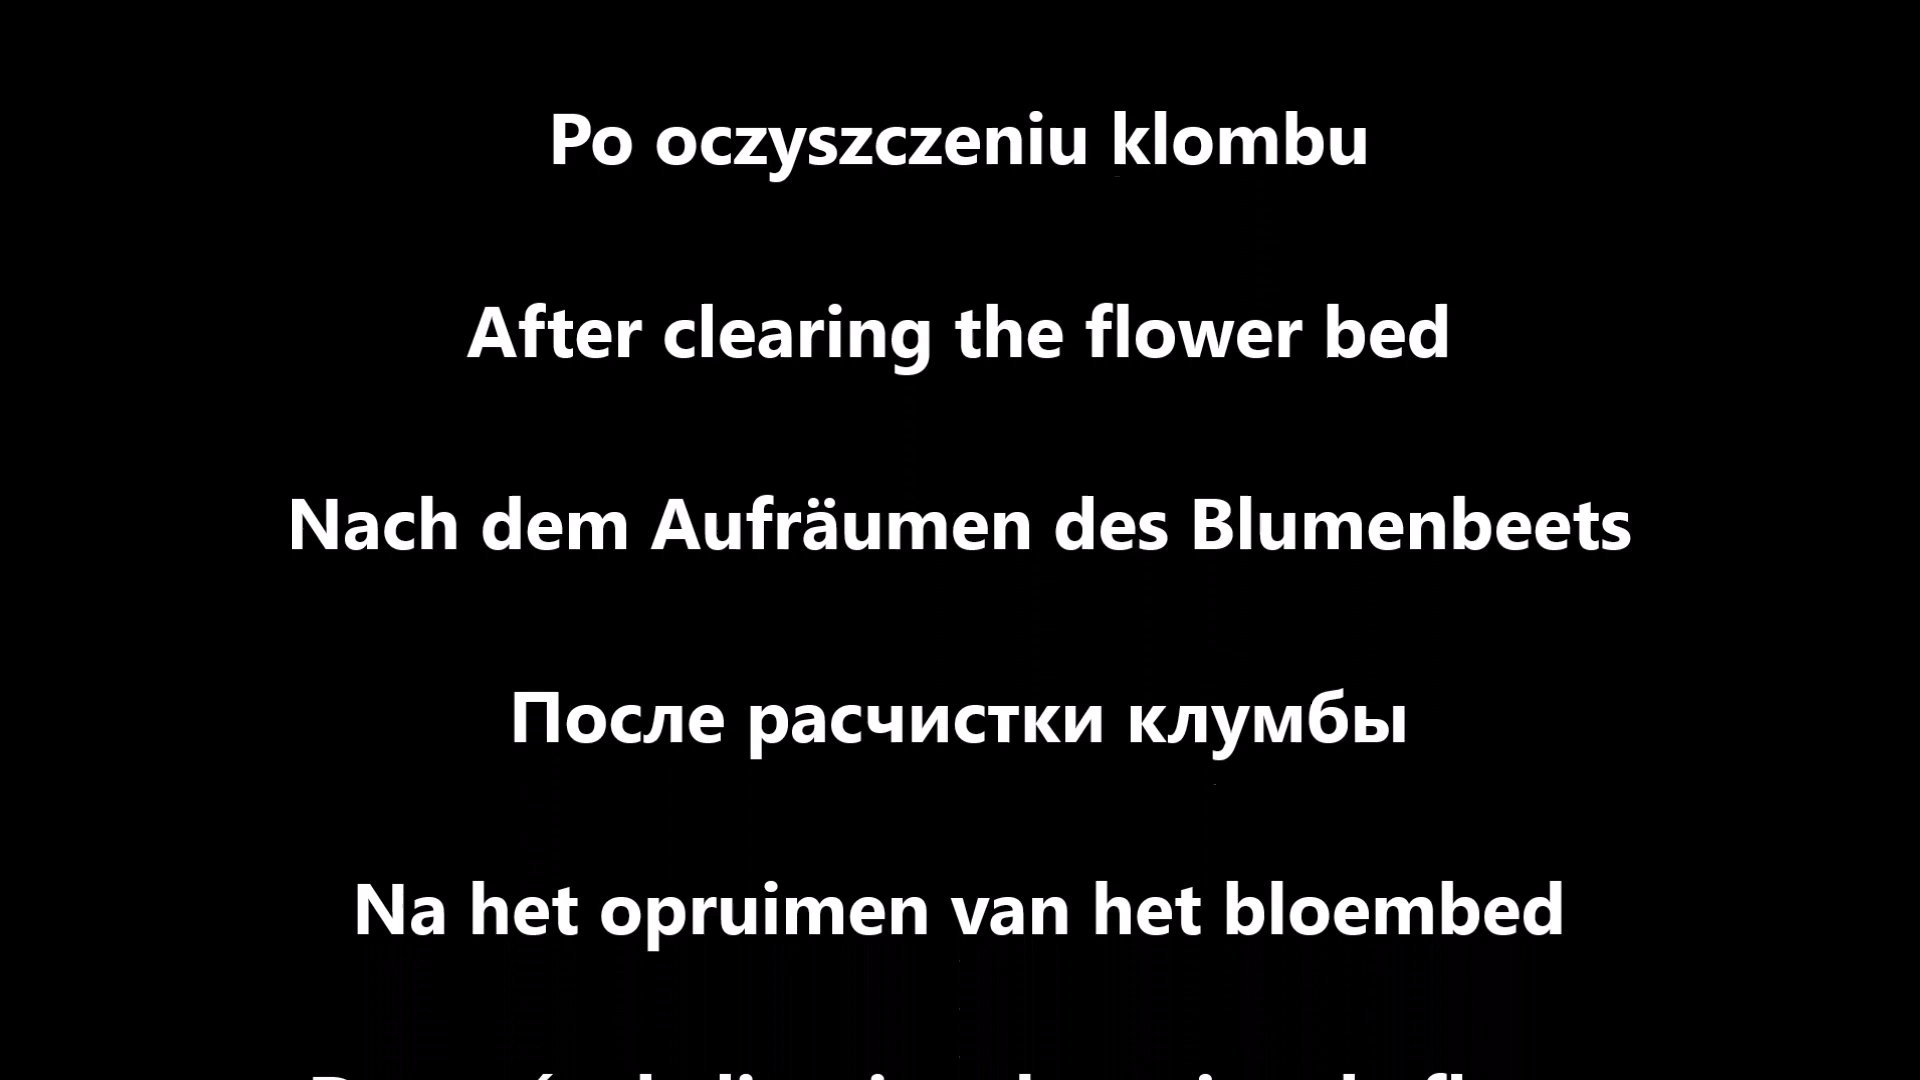 Po oczyszczeniu klombu
After clearing the flower bed
Nach dem Aufräumen des Blumenbeets
После расчистки клумбы
Na het opruimen van het bloembed